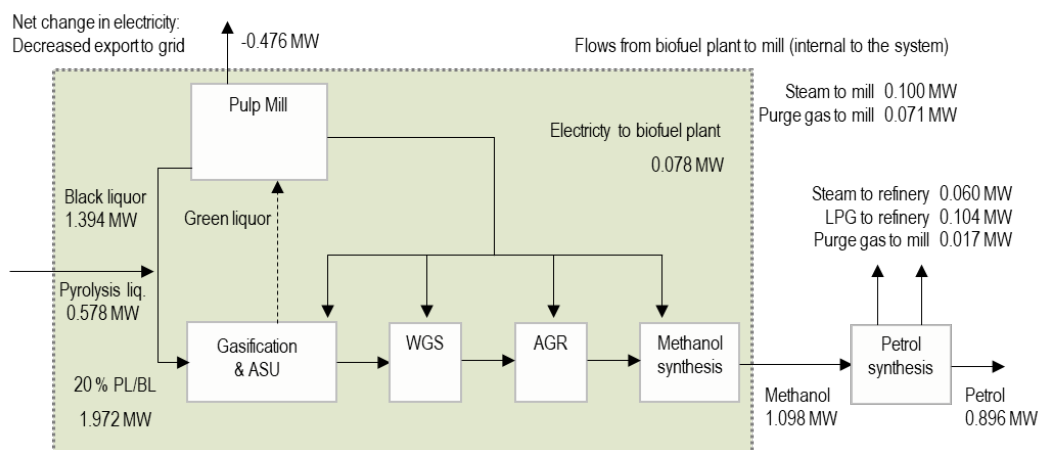 Net change in electricity:
Decreased export to grid
-0.476 MW
Flows from biofuel plant to mill (internal to the system)
Steam to mill 0.100 MW
Purge gas to mill 0.071 MW
Pulp Mill
Electricty to biofuel plant
0.078 MW
Black liquor
1.394 MW
Green liquor
Steam to refinery 0.060 MW
LPG to refinery 0.104 MW
Purge gas to mill 0.017 MW
Pyrolysis liq.
0.578 MW
Gasification
& ASU
WGS
AGR
Methanol
synthesis
Petrol
synthesis
20 % PL/BL
1.972 MW
Methanol
1.098 MW
Petrol
0.896 MW